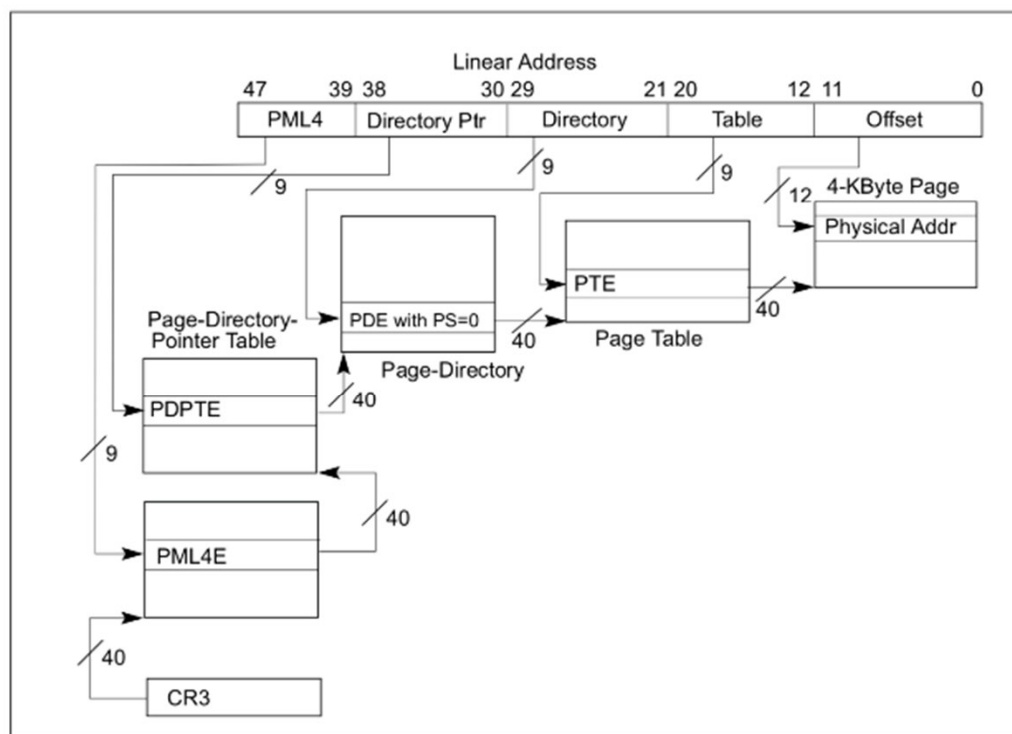 Linear Address
47 39 38 30 29 21 20 12 11 0
PML4 Directory Ptr Directory Table Offset
9
9
9
12
4-KByte Page
Physical Addr
PTE
40
Page Table
PDE with PS=0
40
Page-Directory
Page-Directory-
Pointer Table
PDPTE
40
9
40
PML4E
40
CR3